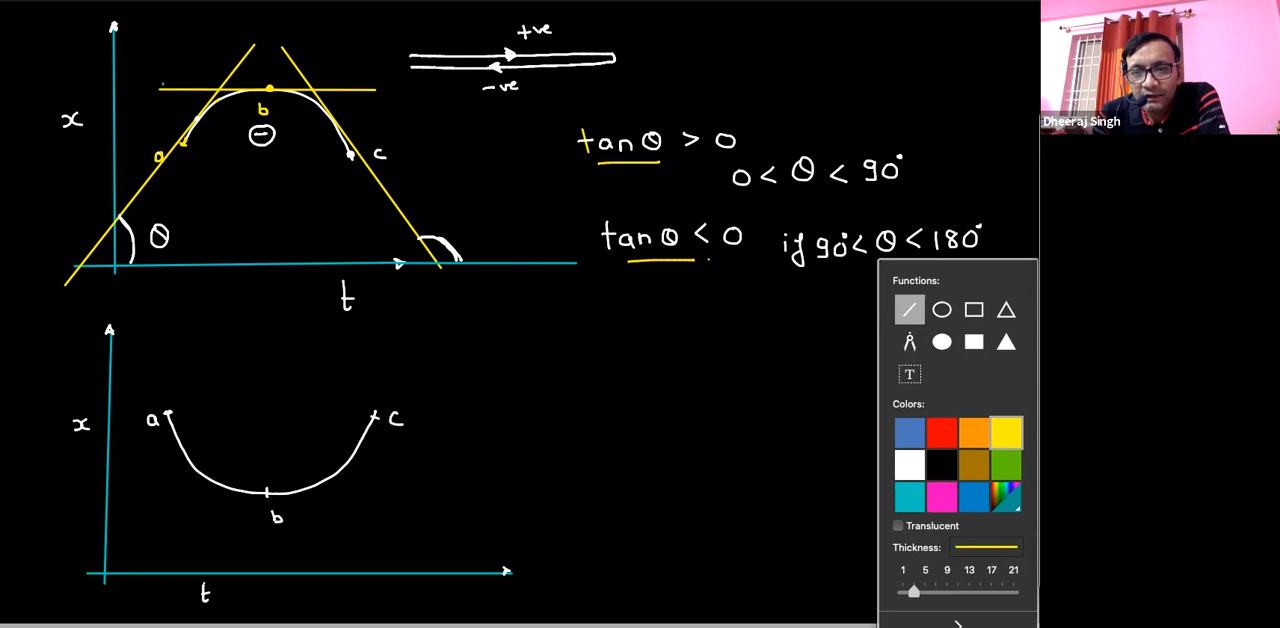 +ve
-ve
x
a
b
⊖
c
θ
t
tanθ > 0
0 < θ < 90°
tanθ < 0 if 90° < θ < 180°
x
a
c
b
t
Dheeraj Singh
Functions:
T
Colors:
Translucent
Thickness:
1 5 9 13 17 21